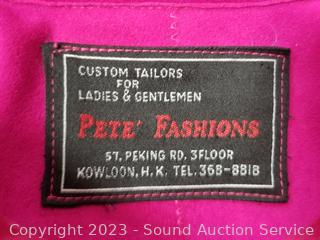 CUSTOM TAILORS
FOR
LADIES & GENTLEMEN
PETE' FASHIONS
57, PEKING RD. 3FLOOR
KOWLOON, H. K. TEL. 368-8818
Copyright 2023 - Sound Auction Service